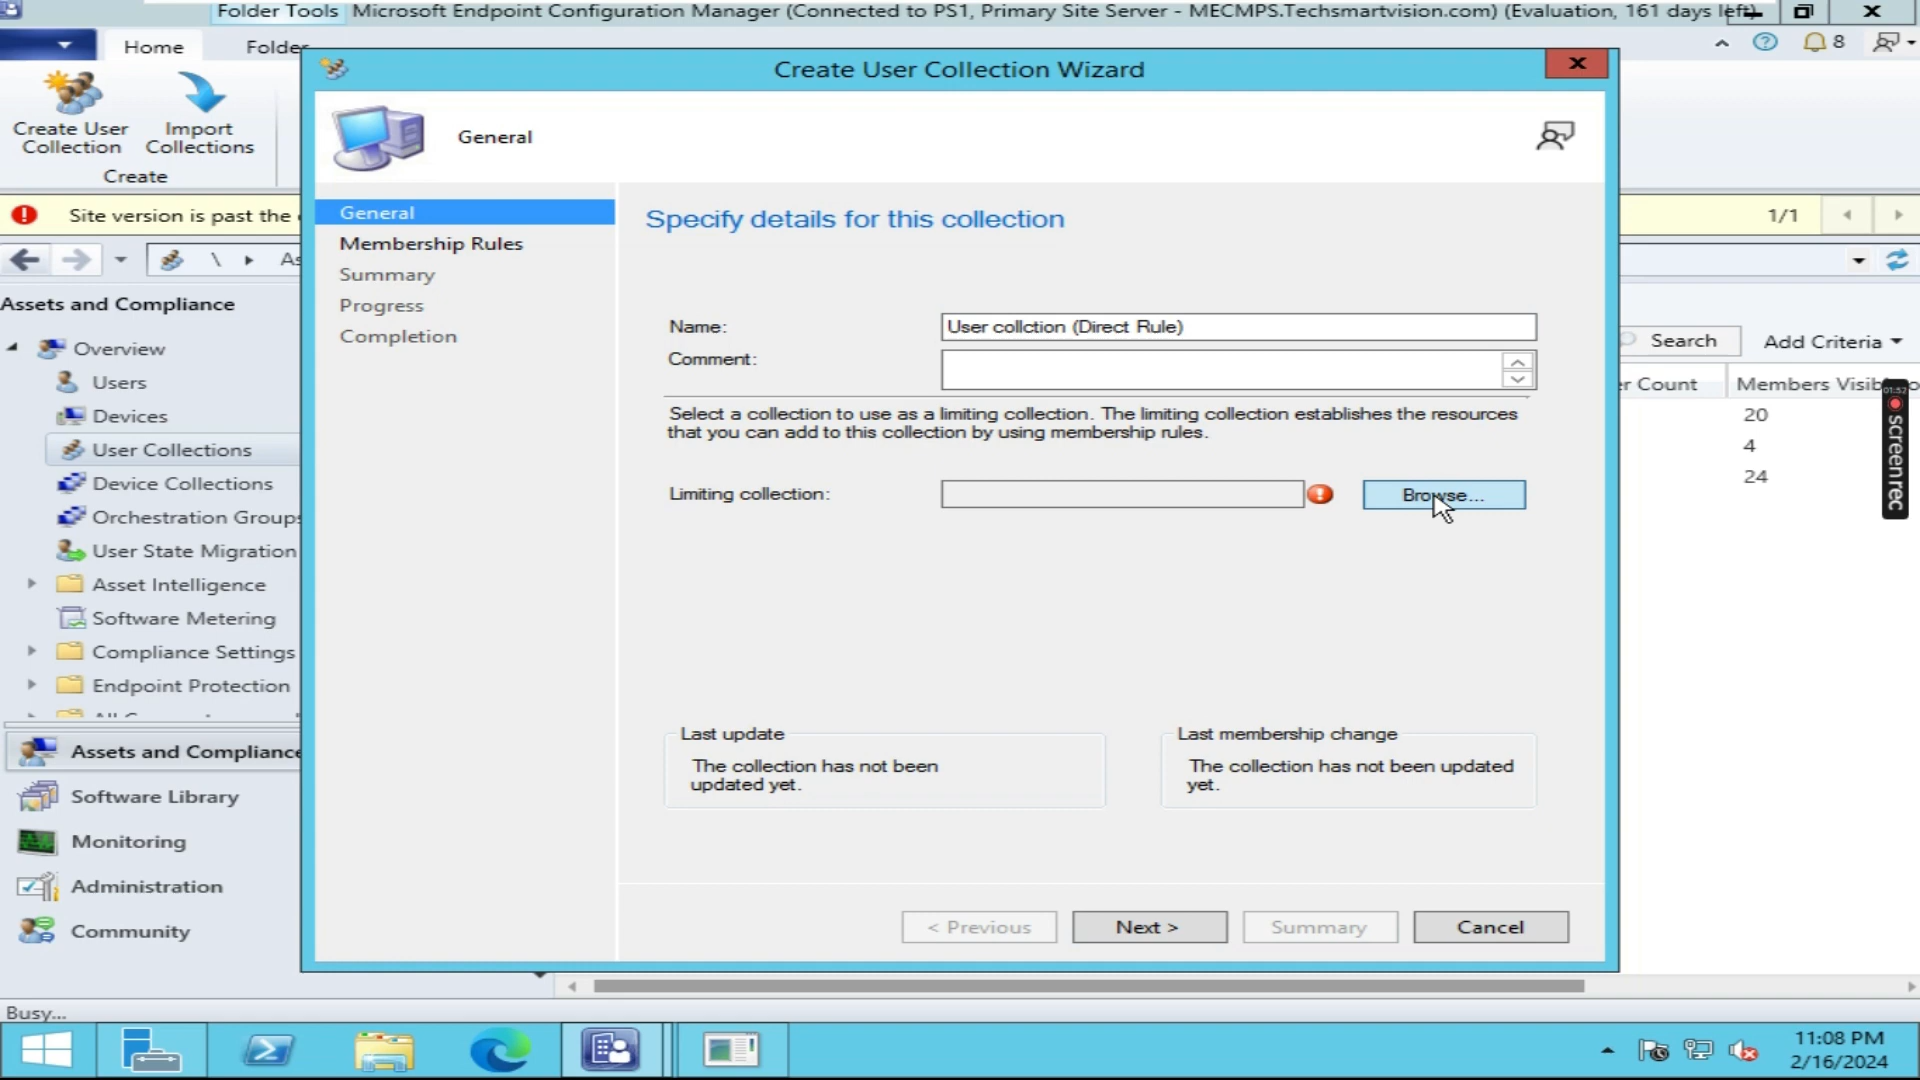 Folder Tools Microsoft Endpoint Configuration Manager (Connected to PS1, Primary Site Server - MECMPS.Techsmartvision.com) (Evaluation, 161 days left)
Home Folder
8
Create User Collection
Import Collections
Create
Site version is past the
1/1
\
Assets and Compliance
Overview
Users
Devices
User Collections
Device Collections
Orchestration Groups
User State Migration
Asset Intelligence
Software Metering
Compliance Settings
Endpoint Protection
Assets and Compliance
Software Library
Monitoring
Administration
Community
Busy...
Create User Collection Wizard
General
General
Membership Rules
Summary
Progress
Completion
Specify details for this collection
Name: User collction (Direct Rule)
Comment:
Select a collection to use as a limiting collection. The limiting collection establishes the resources
that you can add to this collection by using membership rules.
Limiting collection: Browse...
Last update
The collection has not been
updated yet.
Last membership change
The collection has not been updated
yet.
< Previous Next > Summary Cancel
Search Add Criteria
Count Members Visib
20
4
24
01:52
screenrec
11:08 PM
2/16/2024